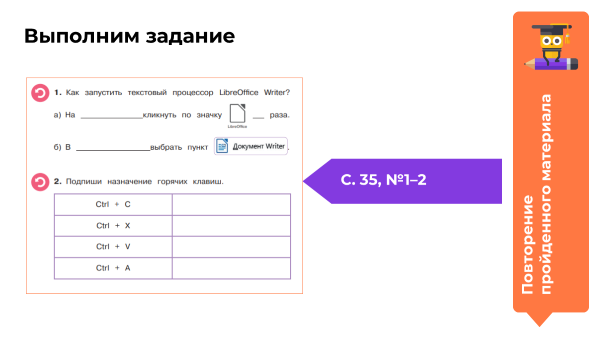 Выполним задание
1. Как запустить текстовый процессор LibreOffice Writer?
а) На ______________кликнуть по значку LibreOffice ___ раза.
б) В _________________выбрать пункт Документ Writer.
2. Подпиши назначение горячих клавиш.
Ctrl + C
Ctrl + X
Ctrl + V
Ctrl + A
С. 35, №1–2
Повторение
пройденного материала